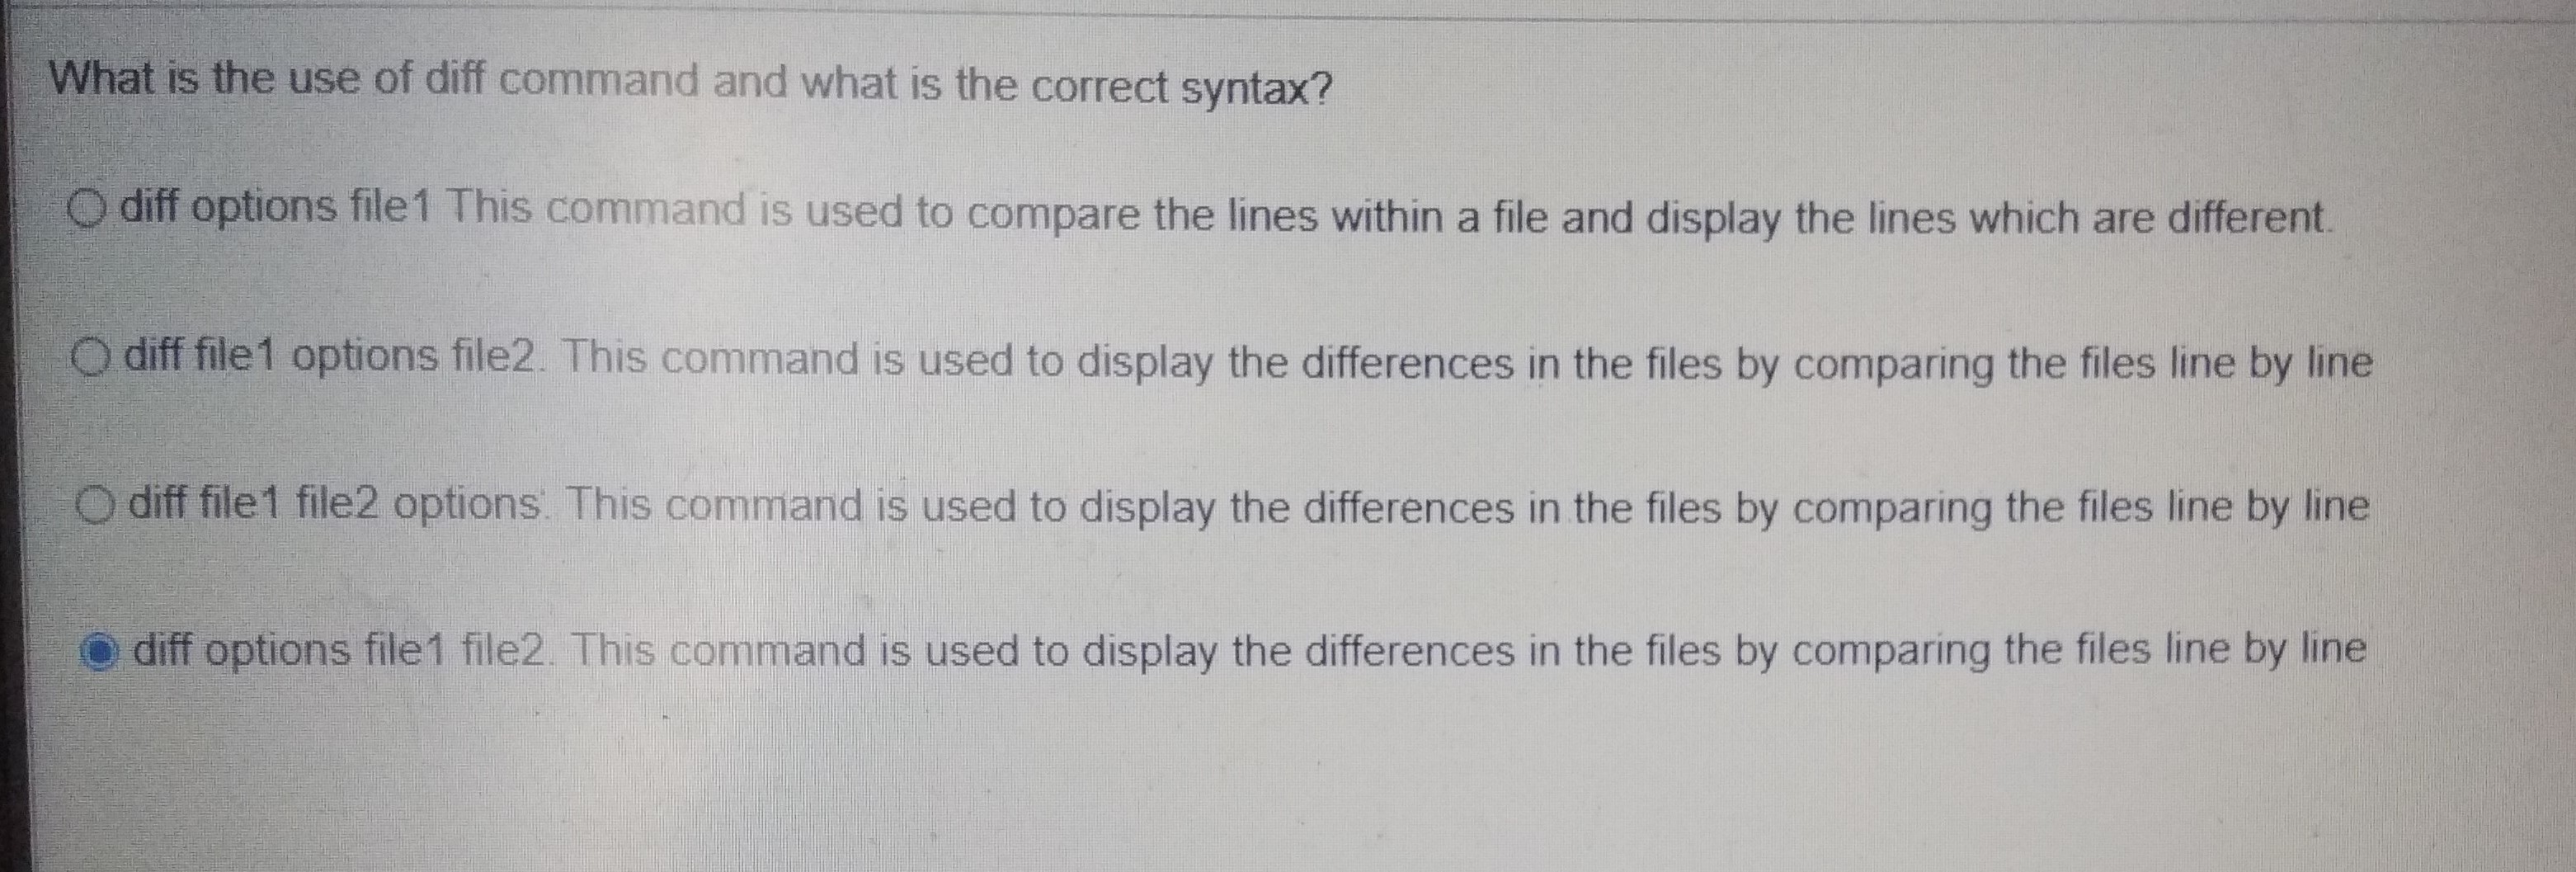 What is the use of diff command and what is the correct syntax?
diff options file1 This command is used to compare the lines within a file and display the lines which are different.
diff file1 options file2. This command is used to display the differences in the files by comparing the files line by line
diff file1 file2 options. This command is used to display the differences in the files by comparing the files line by line
diff options file1 file2. This command is used to display the differences in the files by comparing the files line by line